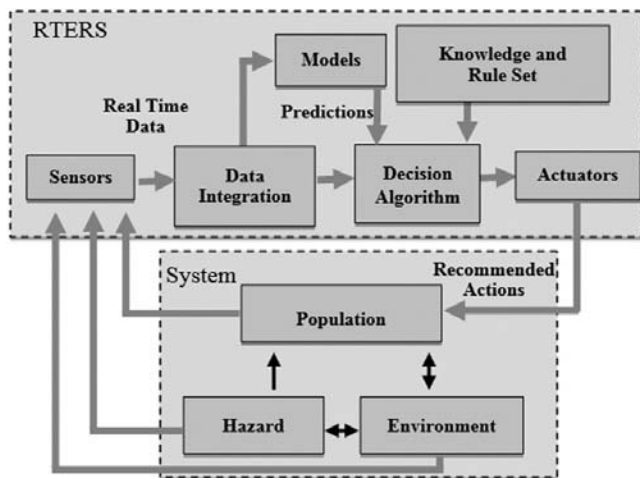 RTERS
Models
Knowledge and
Rule Set
Real Time
Data
Predictions
Sensors
Data
Integration
Decision
Algorithm
Actuators
System
Recommended
Actions
Population
Hazard
Environment